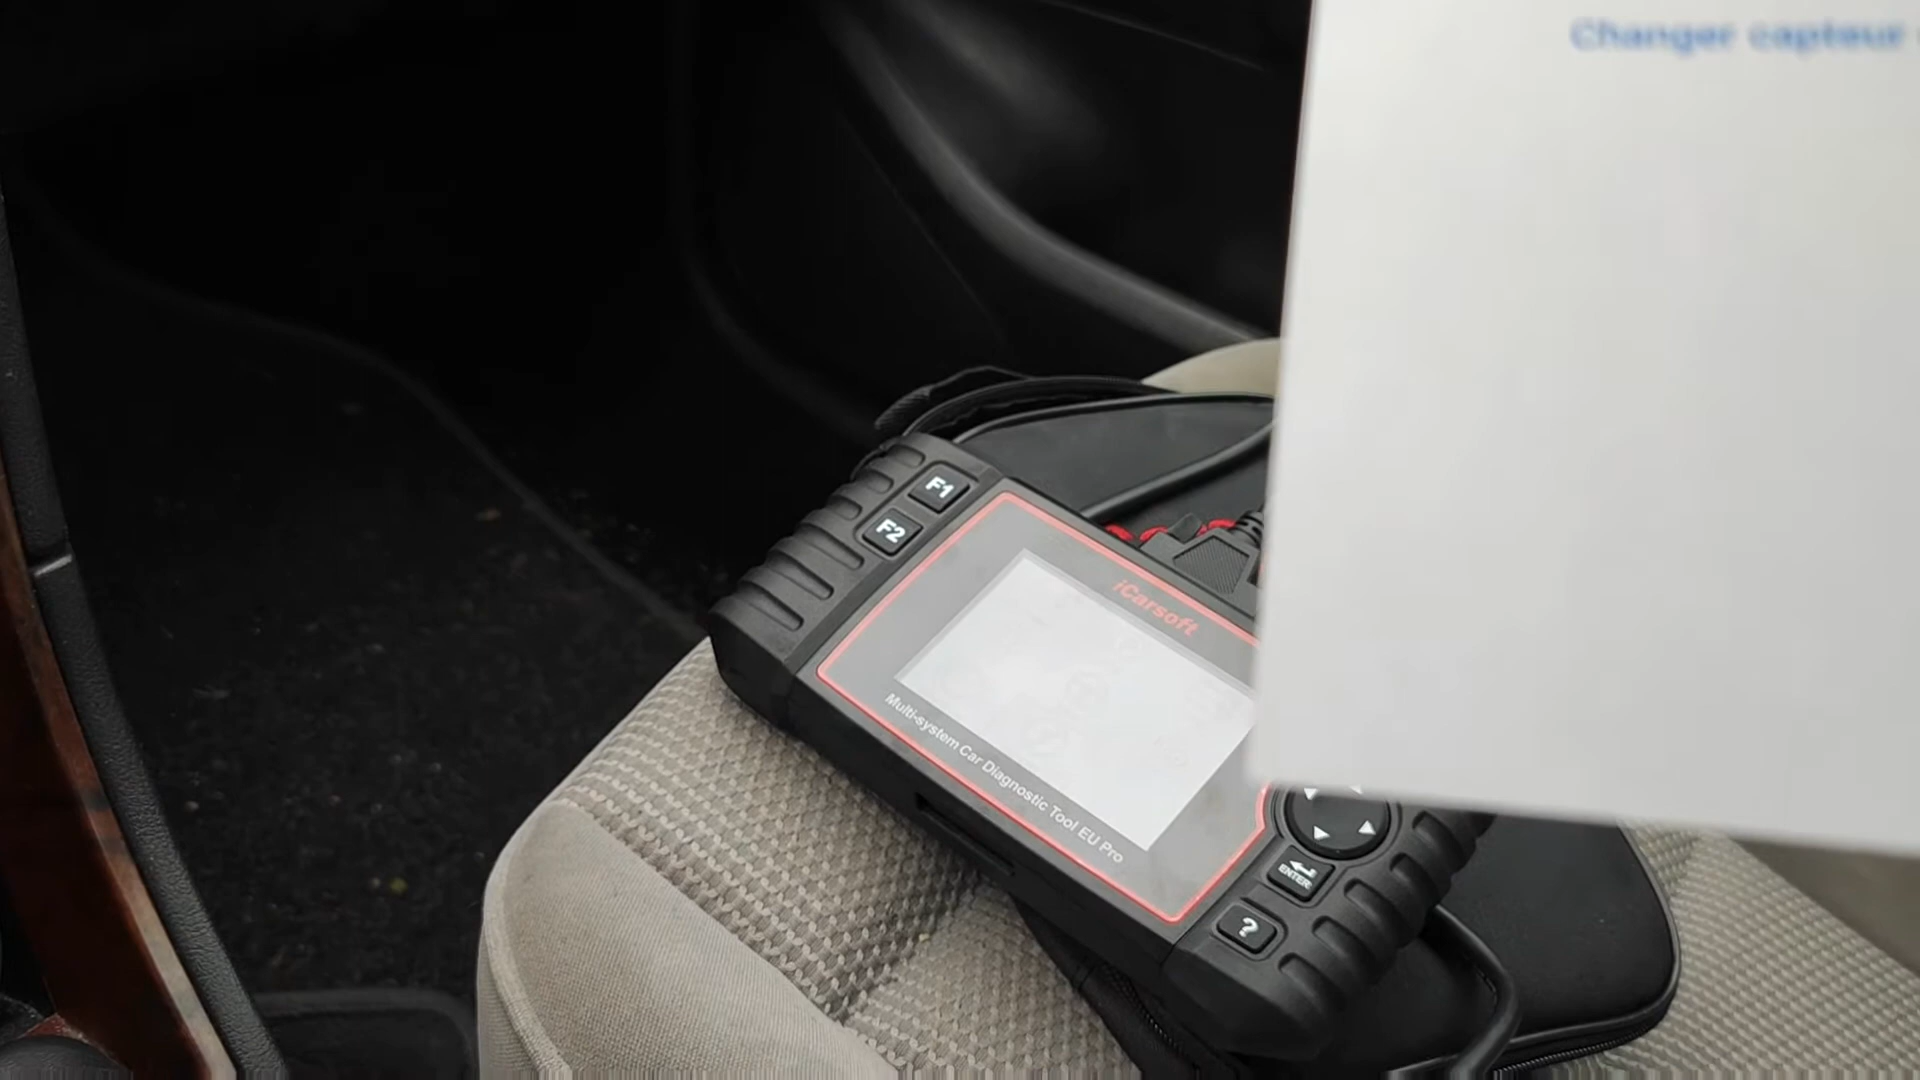 Changer capteur
F1
F2
iCarsoft
Multi-system Car Diagnostic Tool EU Pro
ENTER
?